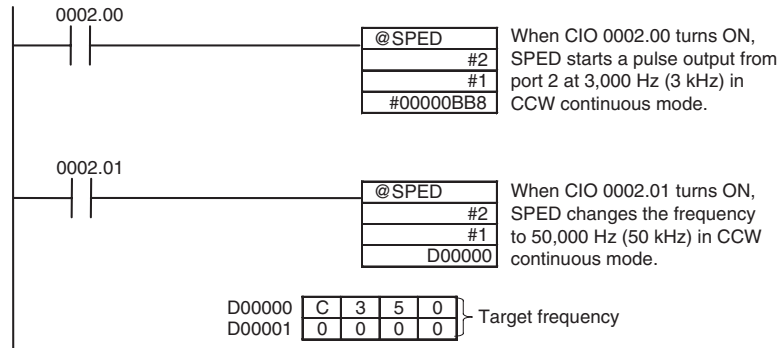 0002.00
@SPED
#2
#1
#00000BB8
When CIO 0002.00 turns ON,
SPED starts a pulse output from
port 2 at 3,000 Hz (3 kHz) in
CCW continuous mode.
0002.01
@SPED
#2
#1
D00000
When CIO 0002.01 turns ON,
SPED changes the frequency
to 50,000 Hz (50 kHz) in CCW
continuous mode.
D00000 C 3 5 0
D00001 0 0 0 0
Target frequency